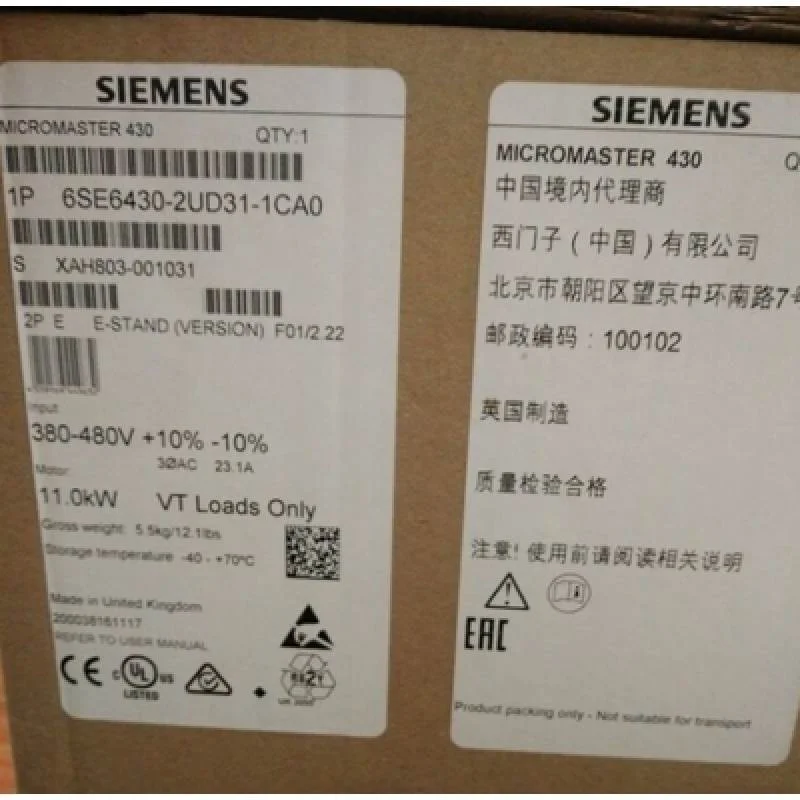 SIEMENS
MICROMASTER 430 QTY:1
1P 6SE6430-2UD31-1CA0
S XAH803-001031
2P E E-STAND (VERSION) F01/2.22
Input
380-480V +10% -10%
3ØAC 23.1A
Motor
11.0kW VT Loads Only
Gross weight: 5.5kg/12.1lbs
Storage temperature -40 - +70°C
Made in United Kingdom
200038161117
REFER TO USER MANUAL
CE c UL us
LISTED
SIEMENS
MICROMASTER 430 Q
中国境内代理商
西门子（中国）有限公司
北京市朝阳区望京中环南路7号
邮政编码：100102
英国制造
质量检验合格
注意! 使用前请阅读相关说明
EAC
Product packing only - Not suitable for transport